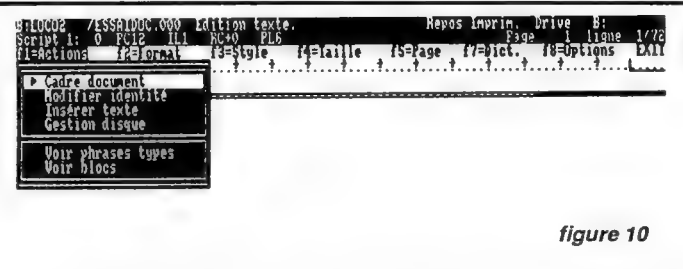 B:LOCO2 /ESSAIDOC.000 Edition texte. Repos Imprim. Drive B:
Script 1: 0 PC12 IL1 RC+0 PL6 Page 1 ligne 1/72
f1=Actions f2=Format f3=Style f4=Taille f5=Page f7=Dict. f8=Options EXIT
Cadre document
Modifier identité
Insérer texte
Gestion disque
Voir phrases types
Voir blocs
figure 10